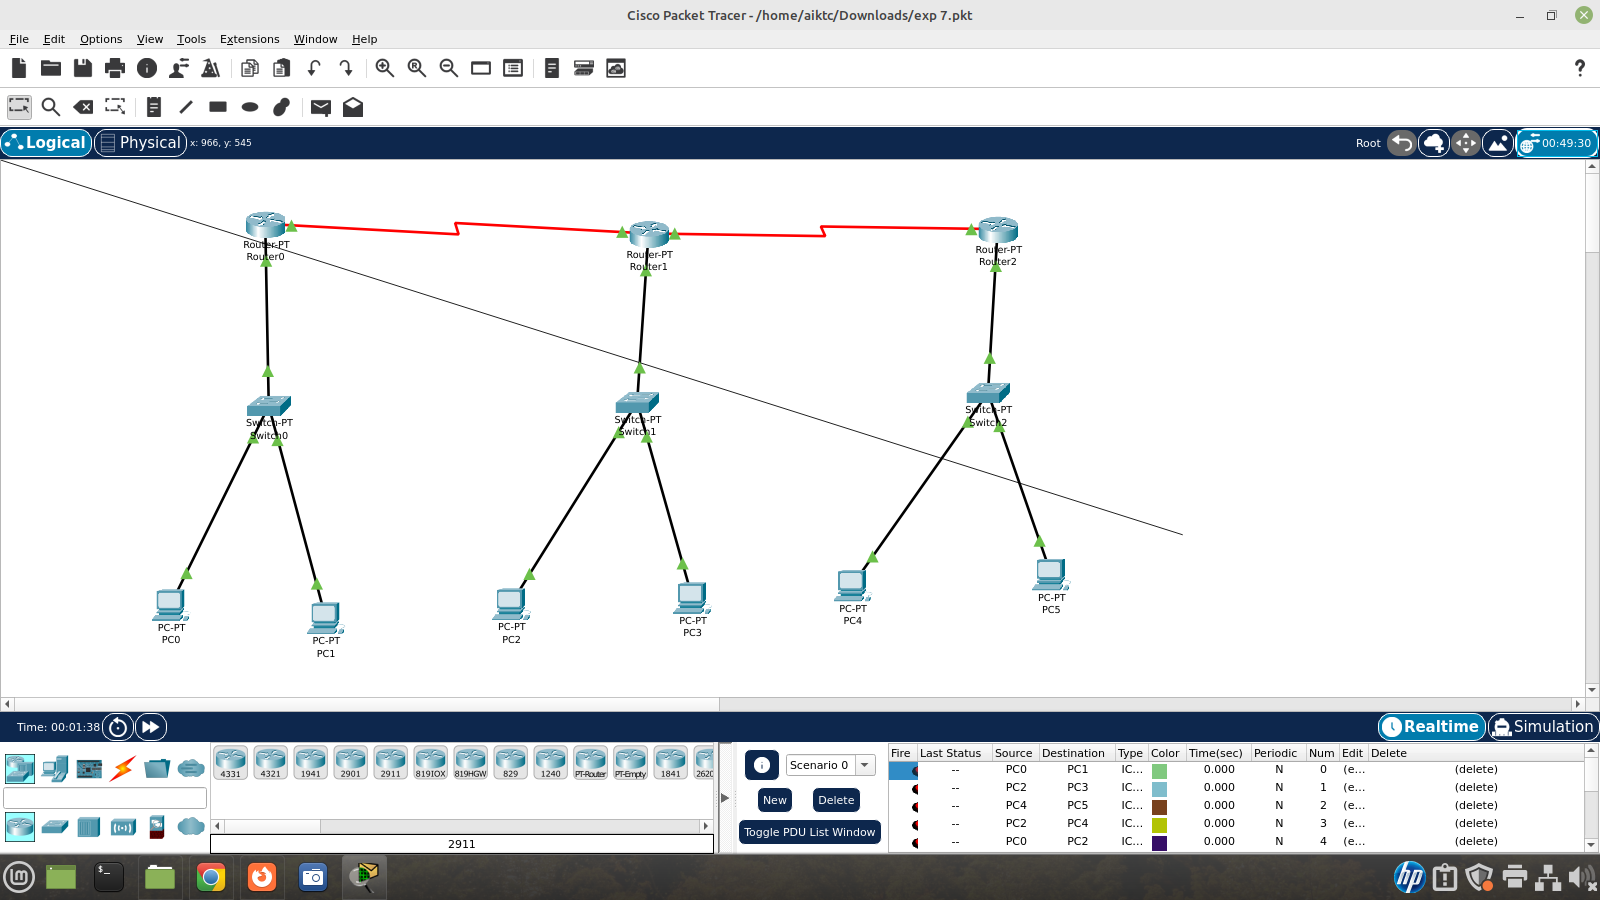 Cisco Packet Tracer - /home/aiktc/Downloads/exp 7.pkt
File Edit Options View Tools Extensions Window Help
?
Logical Physical x: 966, y: 545 Root 00:49:30
Router-PT
Router0
Router-PT
Router1
Router-PT
Router2
Switch-PT
Switch0
Switch-PT
Switch1
Switch-PT
Switch2
PC-PT
PC0
PC-PT
PC1
PC-PT
PC2
PC-PT
PC3
PC-PT
PC4
PC-PT
PC5
Time: 00:01:38 Realtime Simulation
4331 4321 1941 2901 2911 819IOX 819HGW 829 1240 PT-Router PT-Empty 1841 2620
2911
Scenario 0
New Delete
Toggle PDU List Window
Fire Last Status Source Destination Type Color Time(sec) Periodic Num Edit Delete
-- PC0 PC1 IC... 0.000 N 0 (e... (delete)
-- PC2 PC3 IC... 0.000 N 1 (e... (delete)
-- PC4 PC5 IC... 0.000 N 2 (e... (delete)
-- PC2 PC4 IC... 0.000 N 3 (e... (delete)
-- PC0 PC2 IC... 0.000 N 4 (e... (delete)
hp